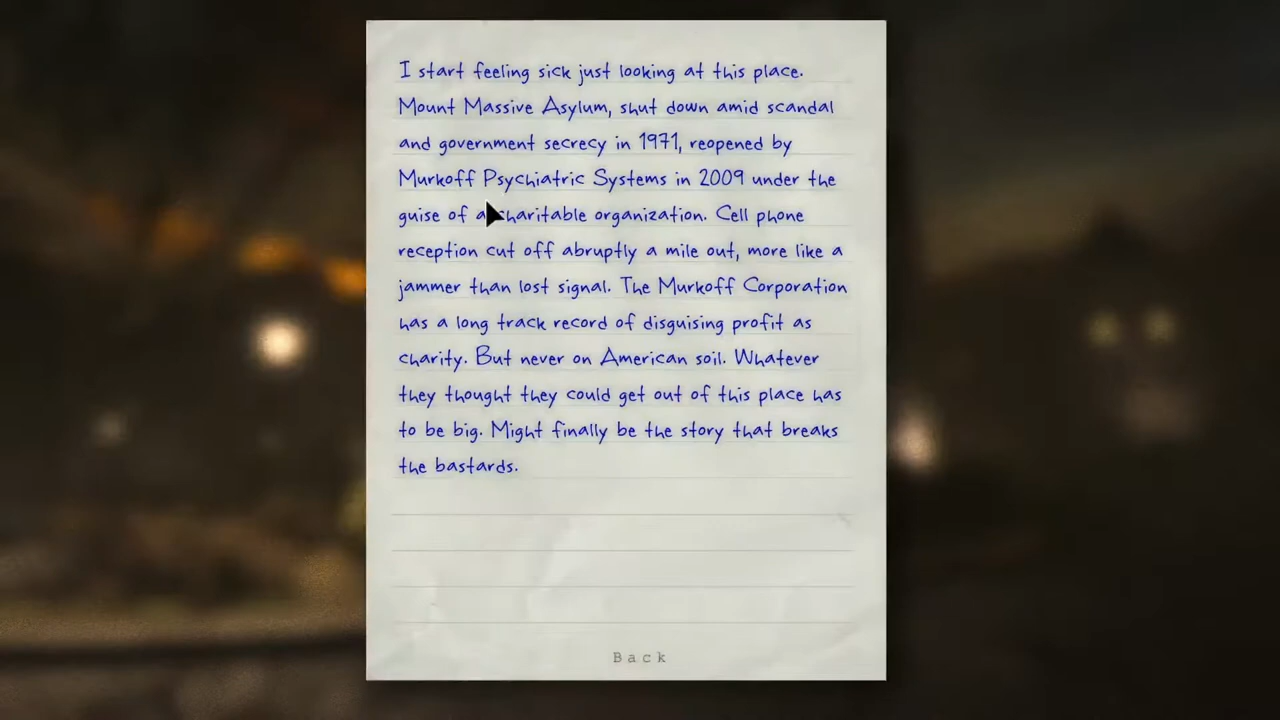 I start feeling sick just looking at this place.
Mount Massive Asylum, shut down amid scandal
and government secrecy in 1971, reopened by
Murkoff Psychiatric Systems in 2009 under the
guise of a charitable organization. Cell phone
reception cut off abruptly a mile out, more like a
jammer than lost signal. The Murkoff Corporation
has a long track record of disguising profit as
charity. But never on American soil. Whatever
they thought they could get out of this place has
to be big. Might finally be the story that breaks
the bastards.
Back